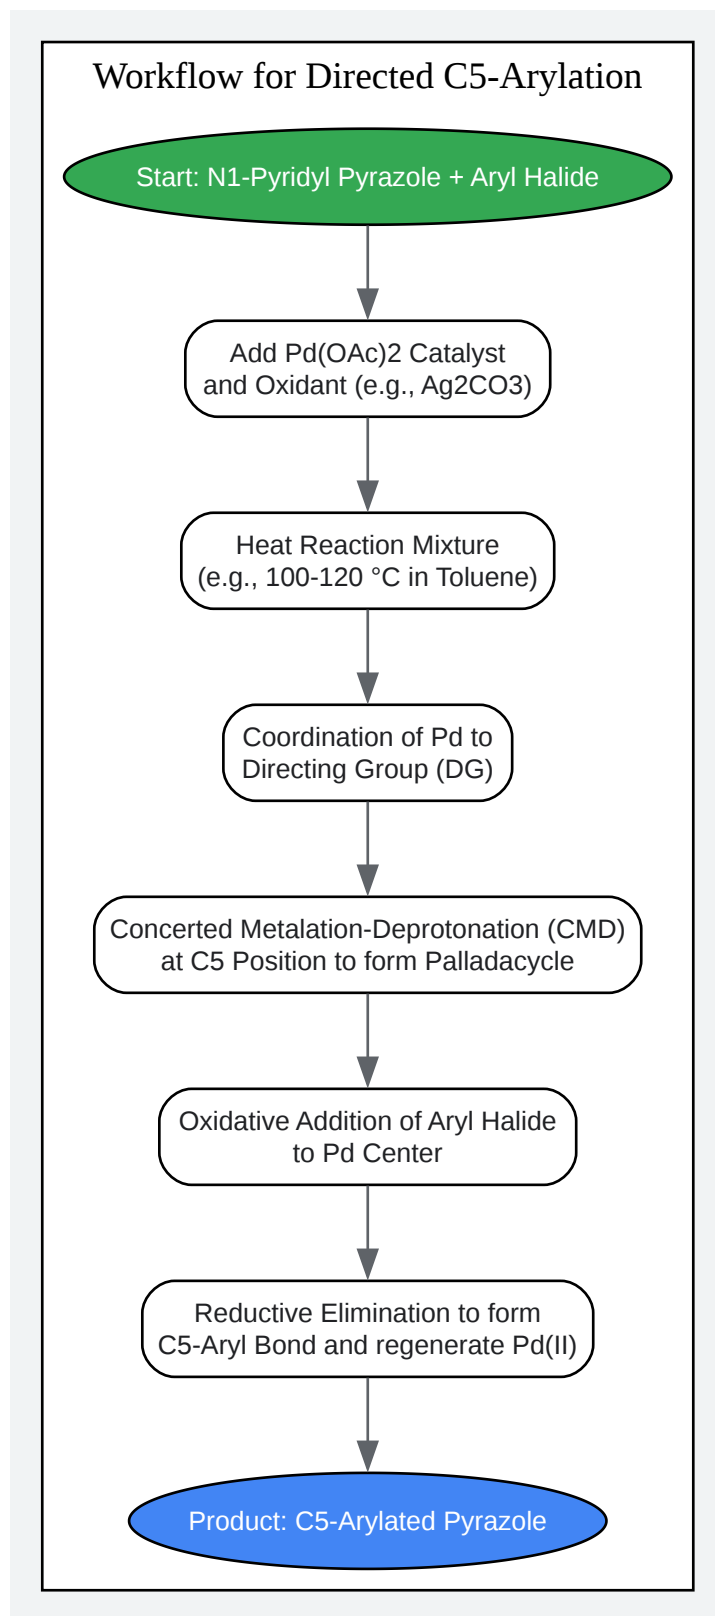 Workflow for Directed C5-Arylation
Start: N1-Pyridyl Pyrazole + Aryl Halide
Add Pd(OAc)2 Catalyst
and Oxidant (e.g., Ag2CO3)
Heat Reaction Mixture
(e.g., 100-120 °C in Toluene)
Coordination of Pd to
Directing Group (DG)
Concerted Metalation-Deprotonation (CMD)
at C5 Position to form Palladacycle
Oxidative Addition of Aryl Halide
to Pd Center
Reductive Elimination to form
C5-Aryl Bond and regenerate Pd(II)
Product: C5-Arylated Pyrazole